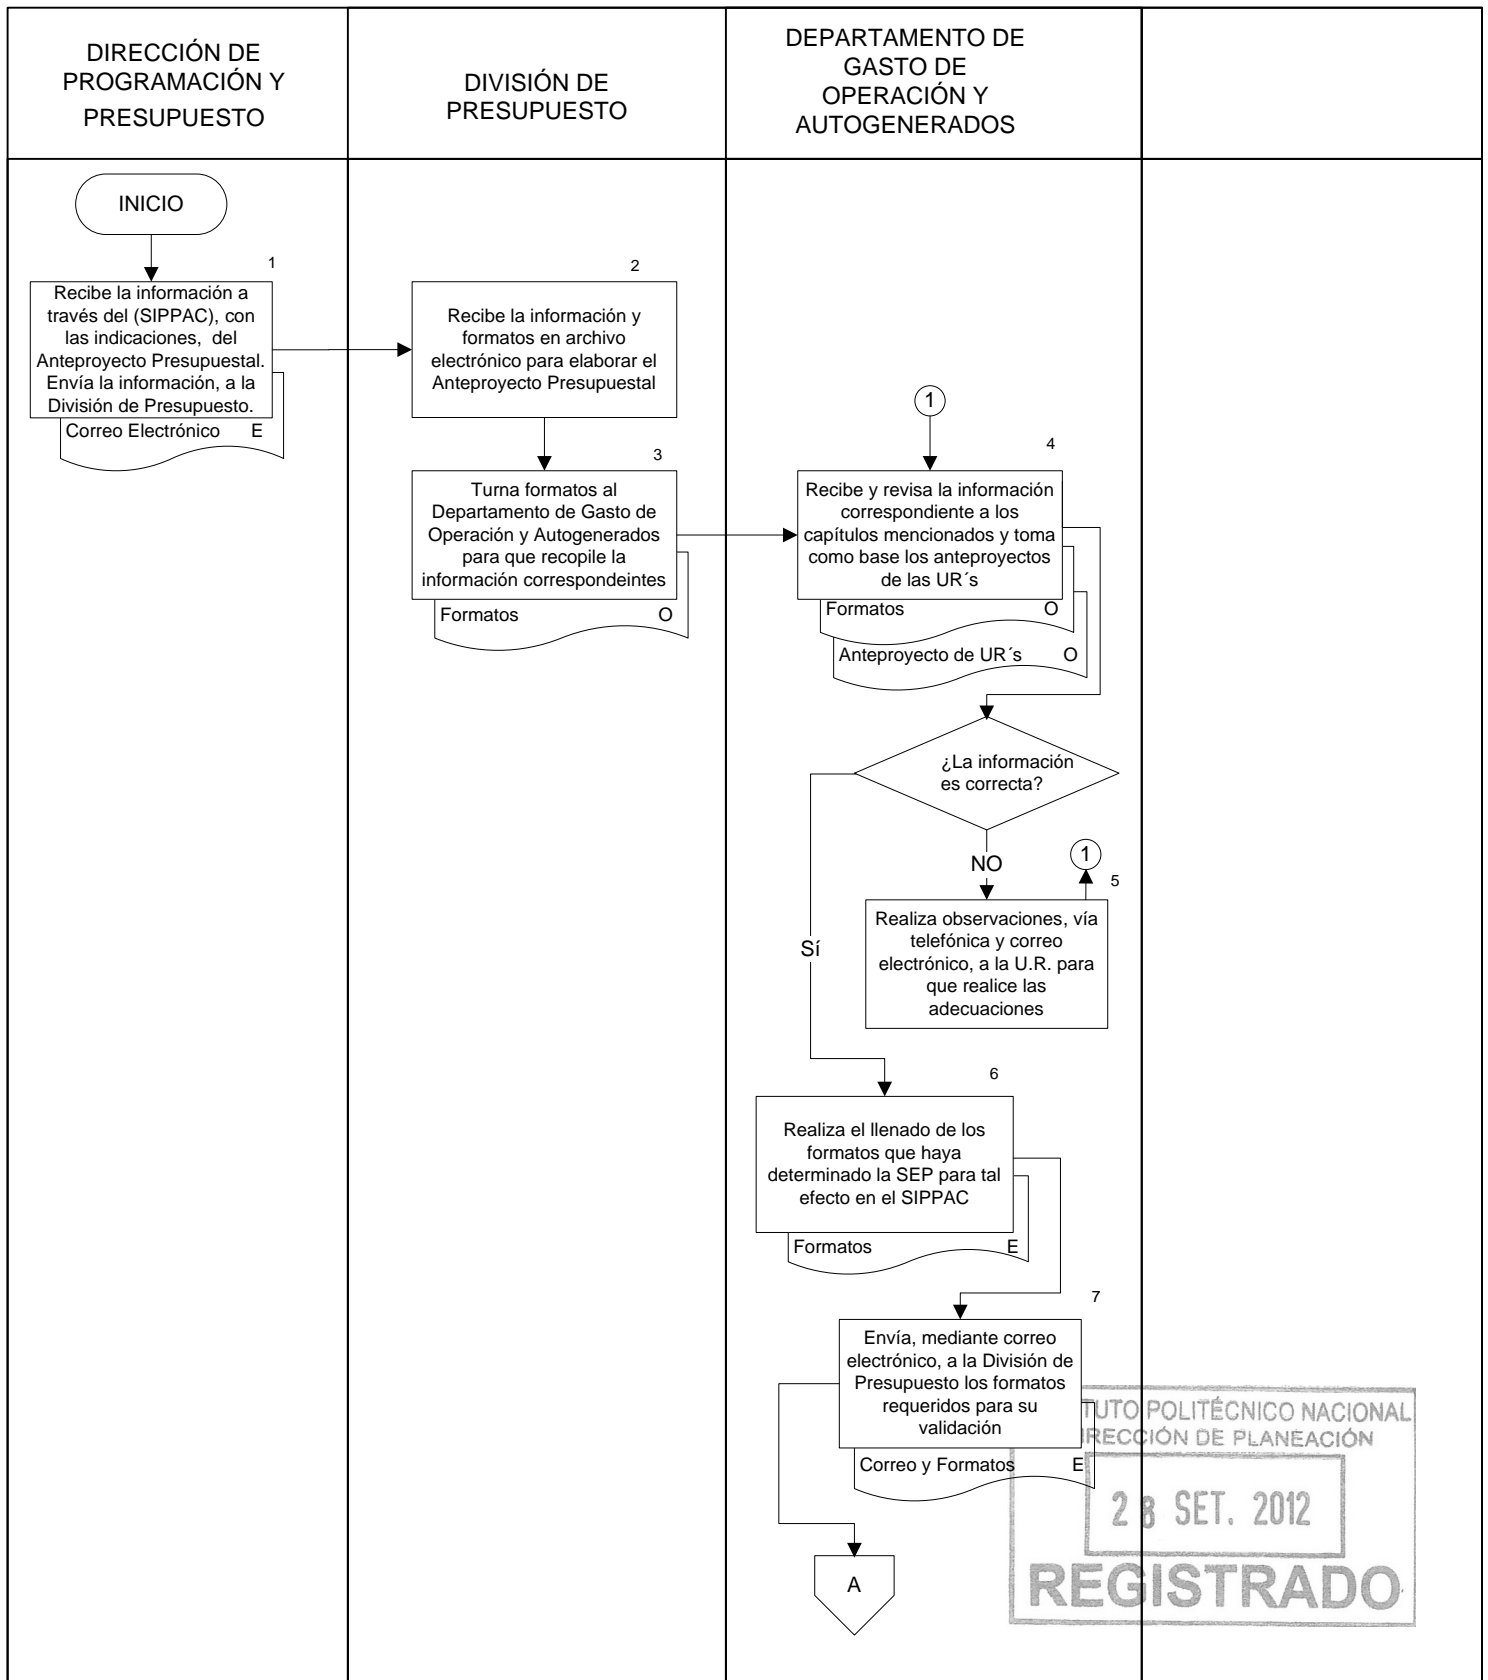 DIRECCIÓN DE
PROGRAMACIÓN Y
PRESUPUESTO
DIVISIÓN DE
PRESUPUESTO
DEPARTAMENTO DE
GASTO DE
OPERACIÓN Y
AUTOGENERADOS
INICIO
1
Recibe la información a
través del (SIPPAC), con
las indicaciones, del
Anteproyecto Presupuestal.
Envía la información, a la
División de Presupuesto.
Correo Electrónico E
2
Recibe la información y
formatos en archivo
electrónico para elaborar el
Anteproyecto Presupuestal
3
Turna formatos al
Departamento de Gasto de
Operación y Autogenerados
para que recopile la
información correspondeintes
Formatos O
1
4
Recibe y revisa la información
correspondiente a los
capítulos mencionados y toma
como base los anteproyectos
de las UR´s
Formatos O
Anteproyecto de UR´s O
¿La información
es correcta?
NO
1
5
Realiza observaciones, vía
telefónica y correo
electrónico, a la U.R. para
que realice las
adecuaciones
Sí
6
Realiza el llenado de los
formatos que haya
determinado la SEP para tal
efecto en el SIPPAC
Formatos E
7
Envía, mediante correo
electrónico, a la División de
Presupuesto los formatos
requeridos para su
validación
Correo y Formatos E
A
TUTO POLITÉCNICO NACIONAL
IRECCIÓN DE PLANEACIÓN
28 SET. 2012
REGISTRADO